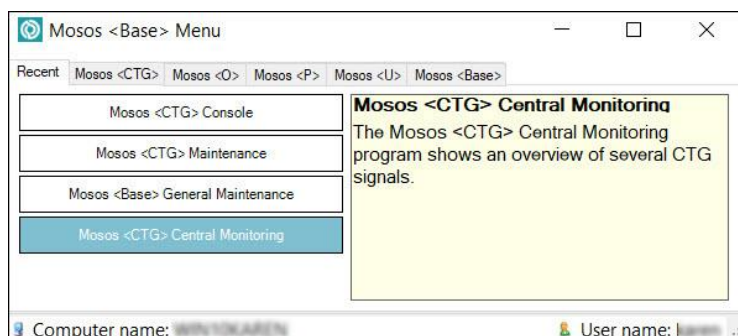 Mosos <Base> Menu
Recent Mosos <CTG> Mosos <O> Mosos <P> Mosos <U> Mosos <Base>
Mosos <CTG> Console
Mosos <CTG> Maintenance
Mosos <Base> General Maintenance
Mosos <CTG> Central Monitoring
Mosos <CTG> Central Monitoring
The Mosos <CTG> Central Monitoring
program shows an overview of several CTG
signals.
Computer name:
User name: